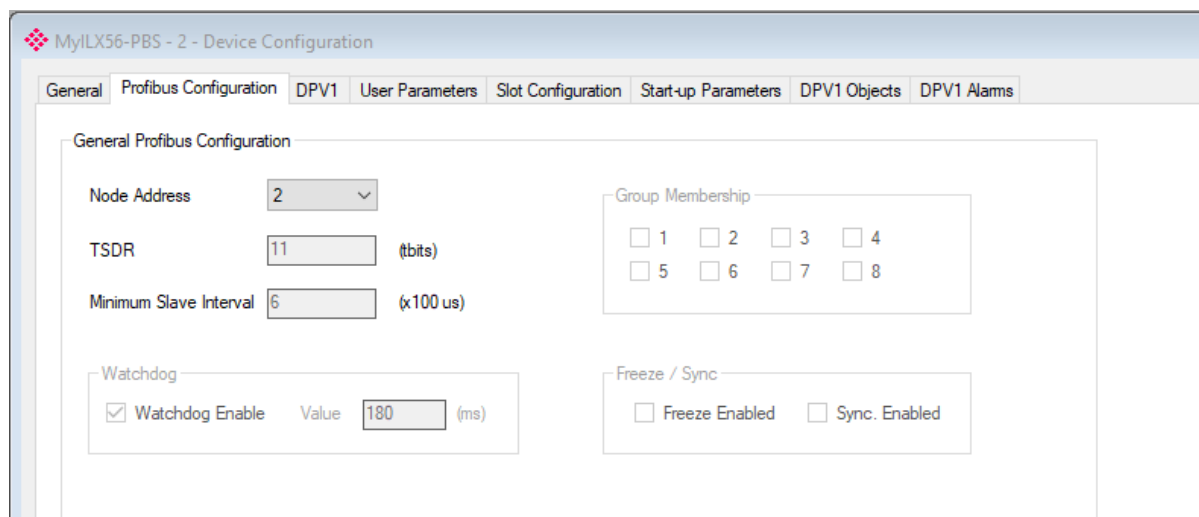 MyILX56-PBS - 2 - Device Configuration
General Profibus Configuration DPV1 User Parameters Slot Configuration Start-up Parameters DPV1 Objects DPV1 Alarms
General Profibus Configuration
Node Address 2
Group Membership
1 2 3 4
TSDR 11 (tbits)
5 6 7 8
Minimum Slave Interval 6 (x100 us)
Watchdog
Watchdog Enable Value 180 (ms)
Freeze / Sync
Freeze Enabled Sync. Enabled